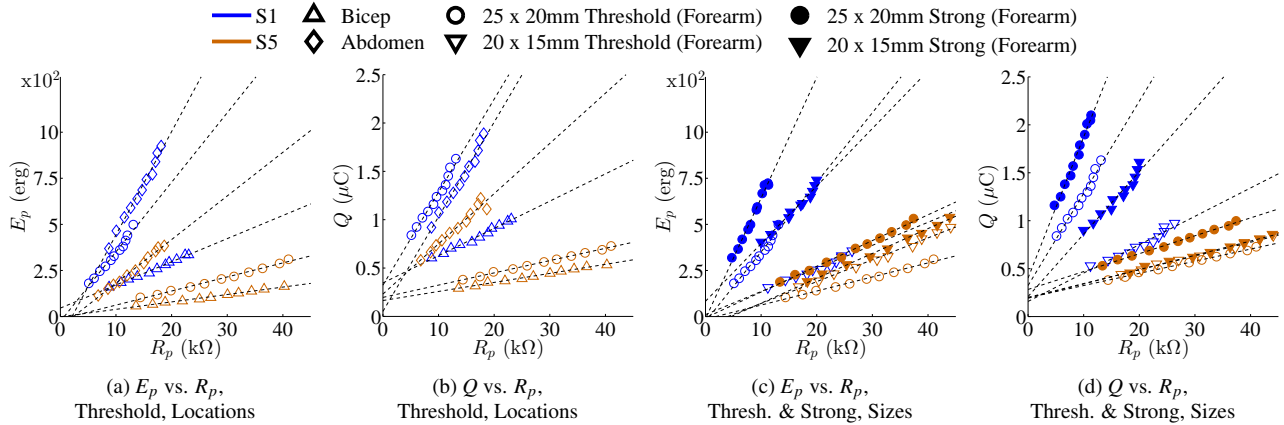 S1 Bicep 25 x 20mm Threshold (Forearm) 25 x 20mm Strong (Forearm)
S5 Abdomen 20 x 15mm Threshold (Forearm) 20 x 15mm Strong (Forearm)
x10²
10
7.5
5
2.5
0
E_p (erg)
0 10 20 30 40
R_p (kΩ)
(a) E_p vs. R_p,
Threshold, Locations
2.5
2
1.5
1
0.5
0
Q (μC)
0 10 20 30 40
R_p (kΩ)
(b) Q vs. R_p,
Threshold, Locations
x10²
10
7.5
5
2.5
0
E_p (erg)
0 10 20 30 40
R_p (kΩ)
(c) E_p vs. R_p,
Thresh. & Strong, Sizes
2.5
2
1.5
1
0.5
0
Q (μC)
0 10 20 30 40
R_p (kΩ)
(d) Q vs. R_p,
Thresh. & Strong, Sizes